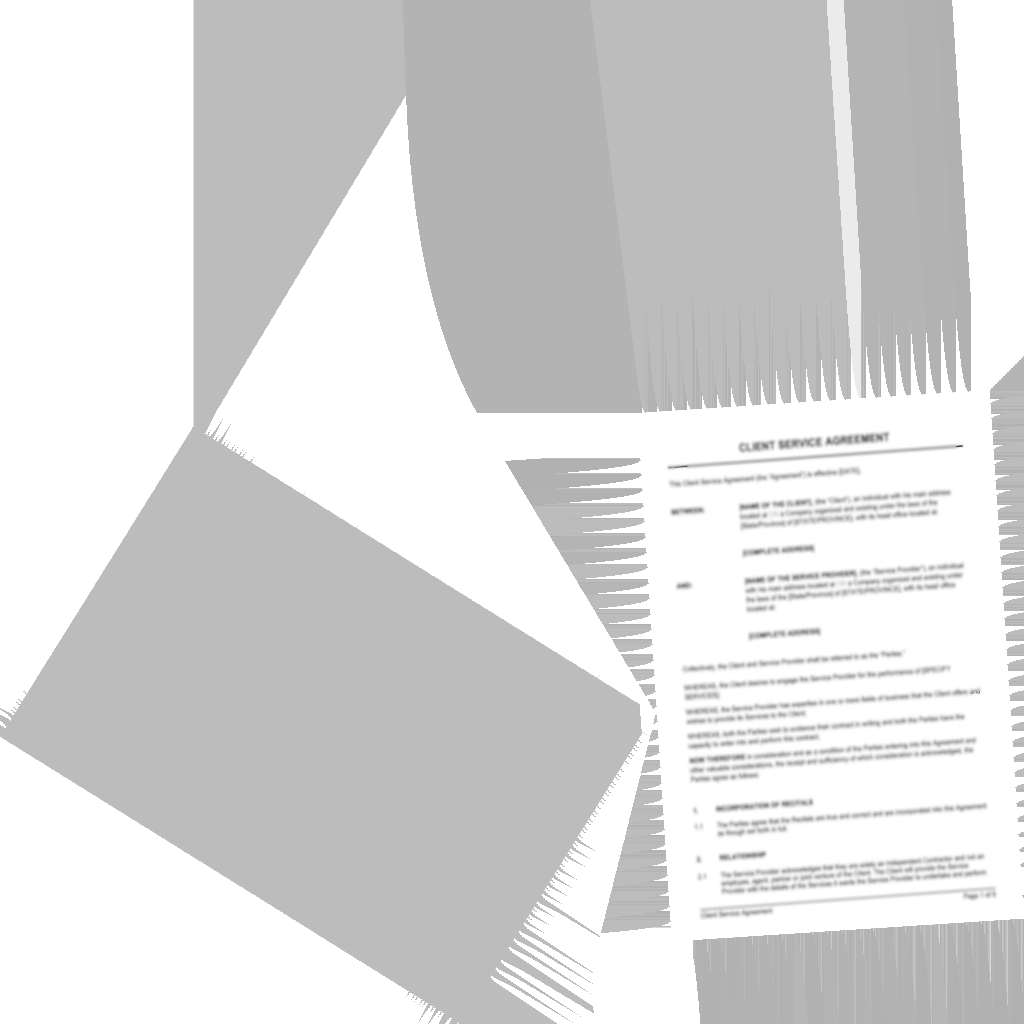 CLIENT SERVICE AGREEMENT
This Client Service Agreement (the "Agreement") is effective [DATE],
BETWEEN: [NAME OF THE CLIENT], (the "Client"), an individual with his main address
located at a Company organized and existing under the laws of the
[State/Province] of [STATE/PROVINCE], with its head office located at:
[COMPLETE ADDRESS]
AND: [NAME OF THE SERVICE PROVIDER], (the "Service Provider"), an individual
with his main address located at a Company organized and existing under
the laws of the [State/Province] of [STATE/PROVINCE], with its head office
located at:
[COMPLETE ADDRESS]
Collectively, the Client and Service Provider shall be referred to as the "Parties."
WHEREAS, the Client desires to engage the Service Provider for the performance of [SPECIFY
SERVICES];
WHEREAS, the Service Provider has expertise in one or more fields of business that the Client offers and
wishes to provide its Services to the Client;
WHEREAS, both the Parties wish to evidence their contract in writing and both the Parties have the
capacity to enter into and perform this contract;
NOW THEREFORE in consideration and as a condition of the Parties entering into this Agreement and
other valuable considerations, the receipt and sufficiency of which consideration is acknowledged, the
Parties agree as follows:
1. INCORPORATION OF RECITALS
1.1 The Parties agree that the Recitals are true and correct and are incorporated into this Agreement
as though set forth in full.
2. RELATIONSHIP
2.1 The Service Provider acknowledges that they are solely an Independent Contractor and not an
employee, agent, partner or joint venture of the Client. The Client will provide the Service
Provider with the details of the Services it wants the Service Provider to undertake and perform
Client Service Agreement Page 1 of 9